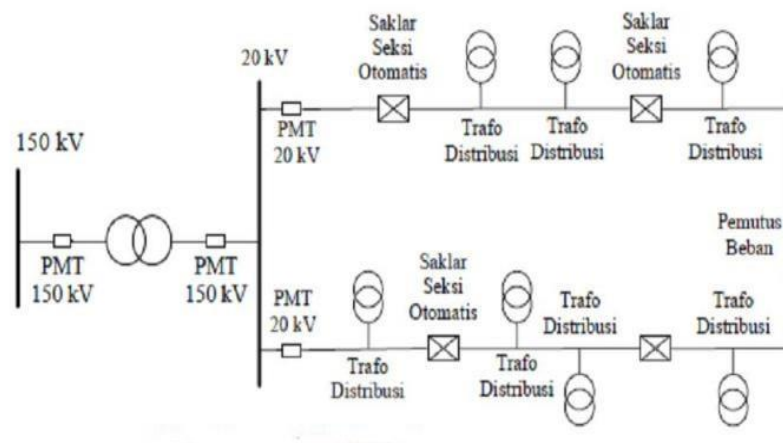 150 kV
PMT
150 kV
PMT
150 kV
20 kV
PMT
20 kV
Saklar
Seksi
Otomatis
Trafo
Distribusi
Trafo
Distribusi
Saklar
Seksi
Otomatis
Trafo
Distribusi
Pemutus
Beban
PMT
20 kV
Trafo
Distribusi
Saklar
Seksi
Otomatis
Trafo
Distribusi
Trafo
Distribusi
Trafo
Distribusi